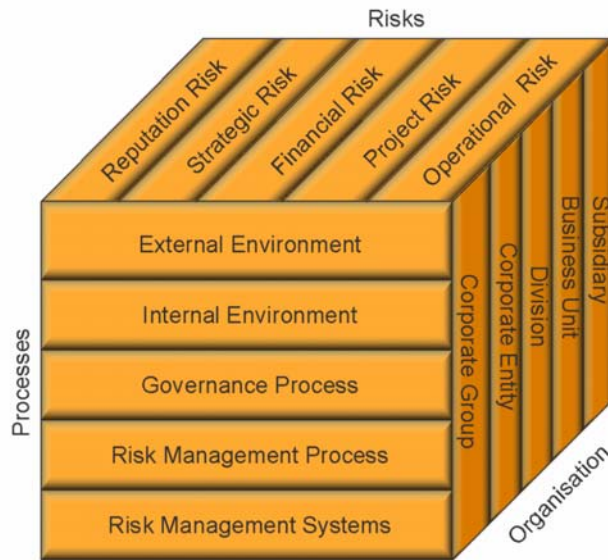 Risks
Reputation Risk
Strategic Risk
Financial Risk
Project Risk
Operational Risk
Processes
External Environment
Internal Environment
Governance Process
Risk Management Process
Risk Management Systems
Corporate Group
Corporate Entity
Division
Business Unit
Subsidiary
Organisation